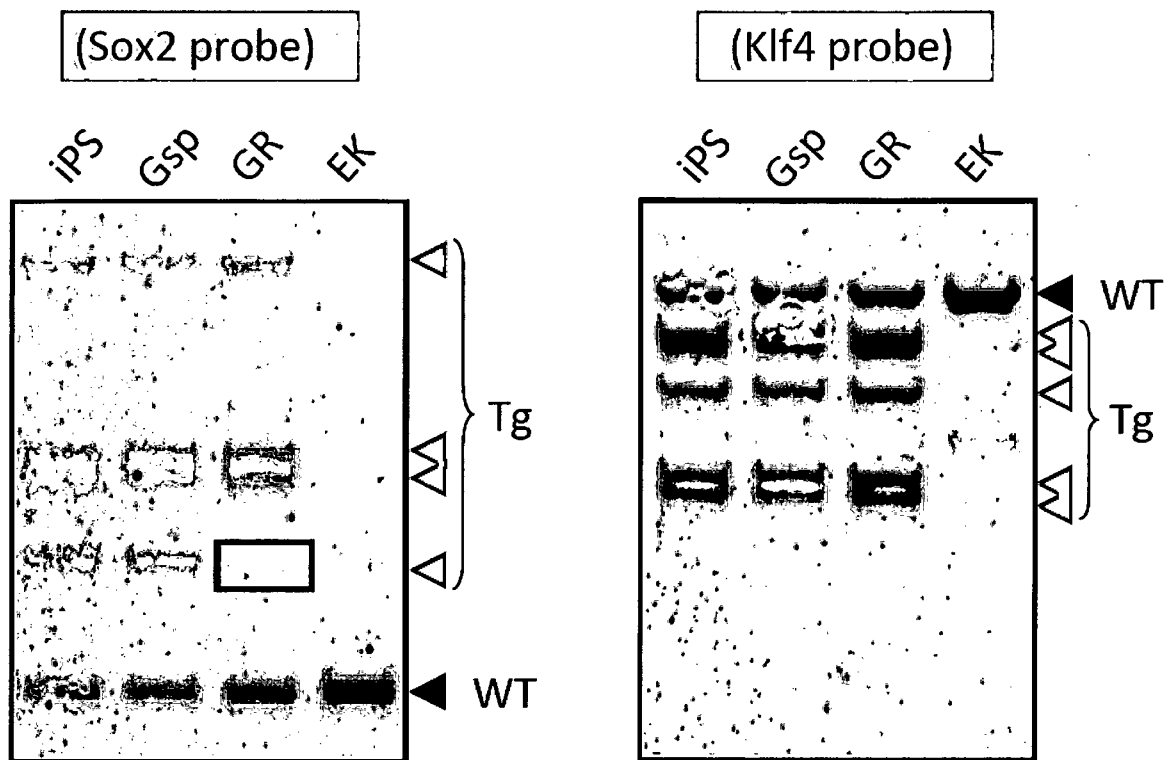 (Sox2 probe)
iPS Gsp GR EK
Tg
WT
(Klf4 probe)
iPS Gsp GR EK
WT
Tg